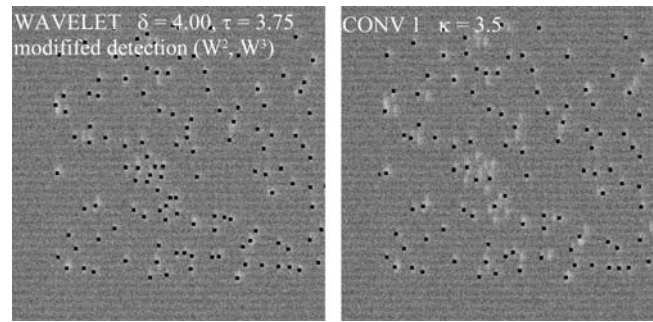 WAVELET δ = 4.00, τ = 3.75
modififed detection (W², W³)
CONV 1 κ = 3.5